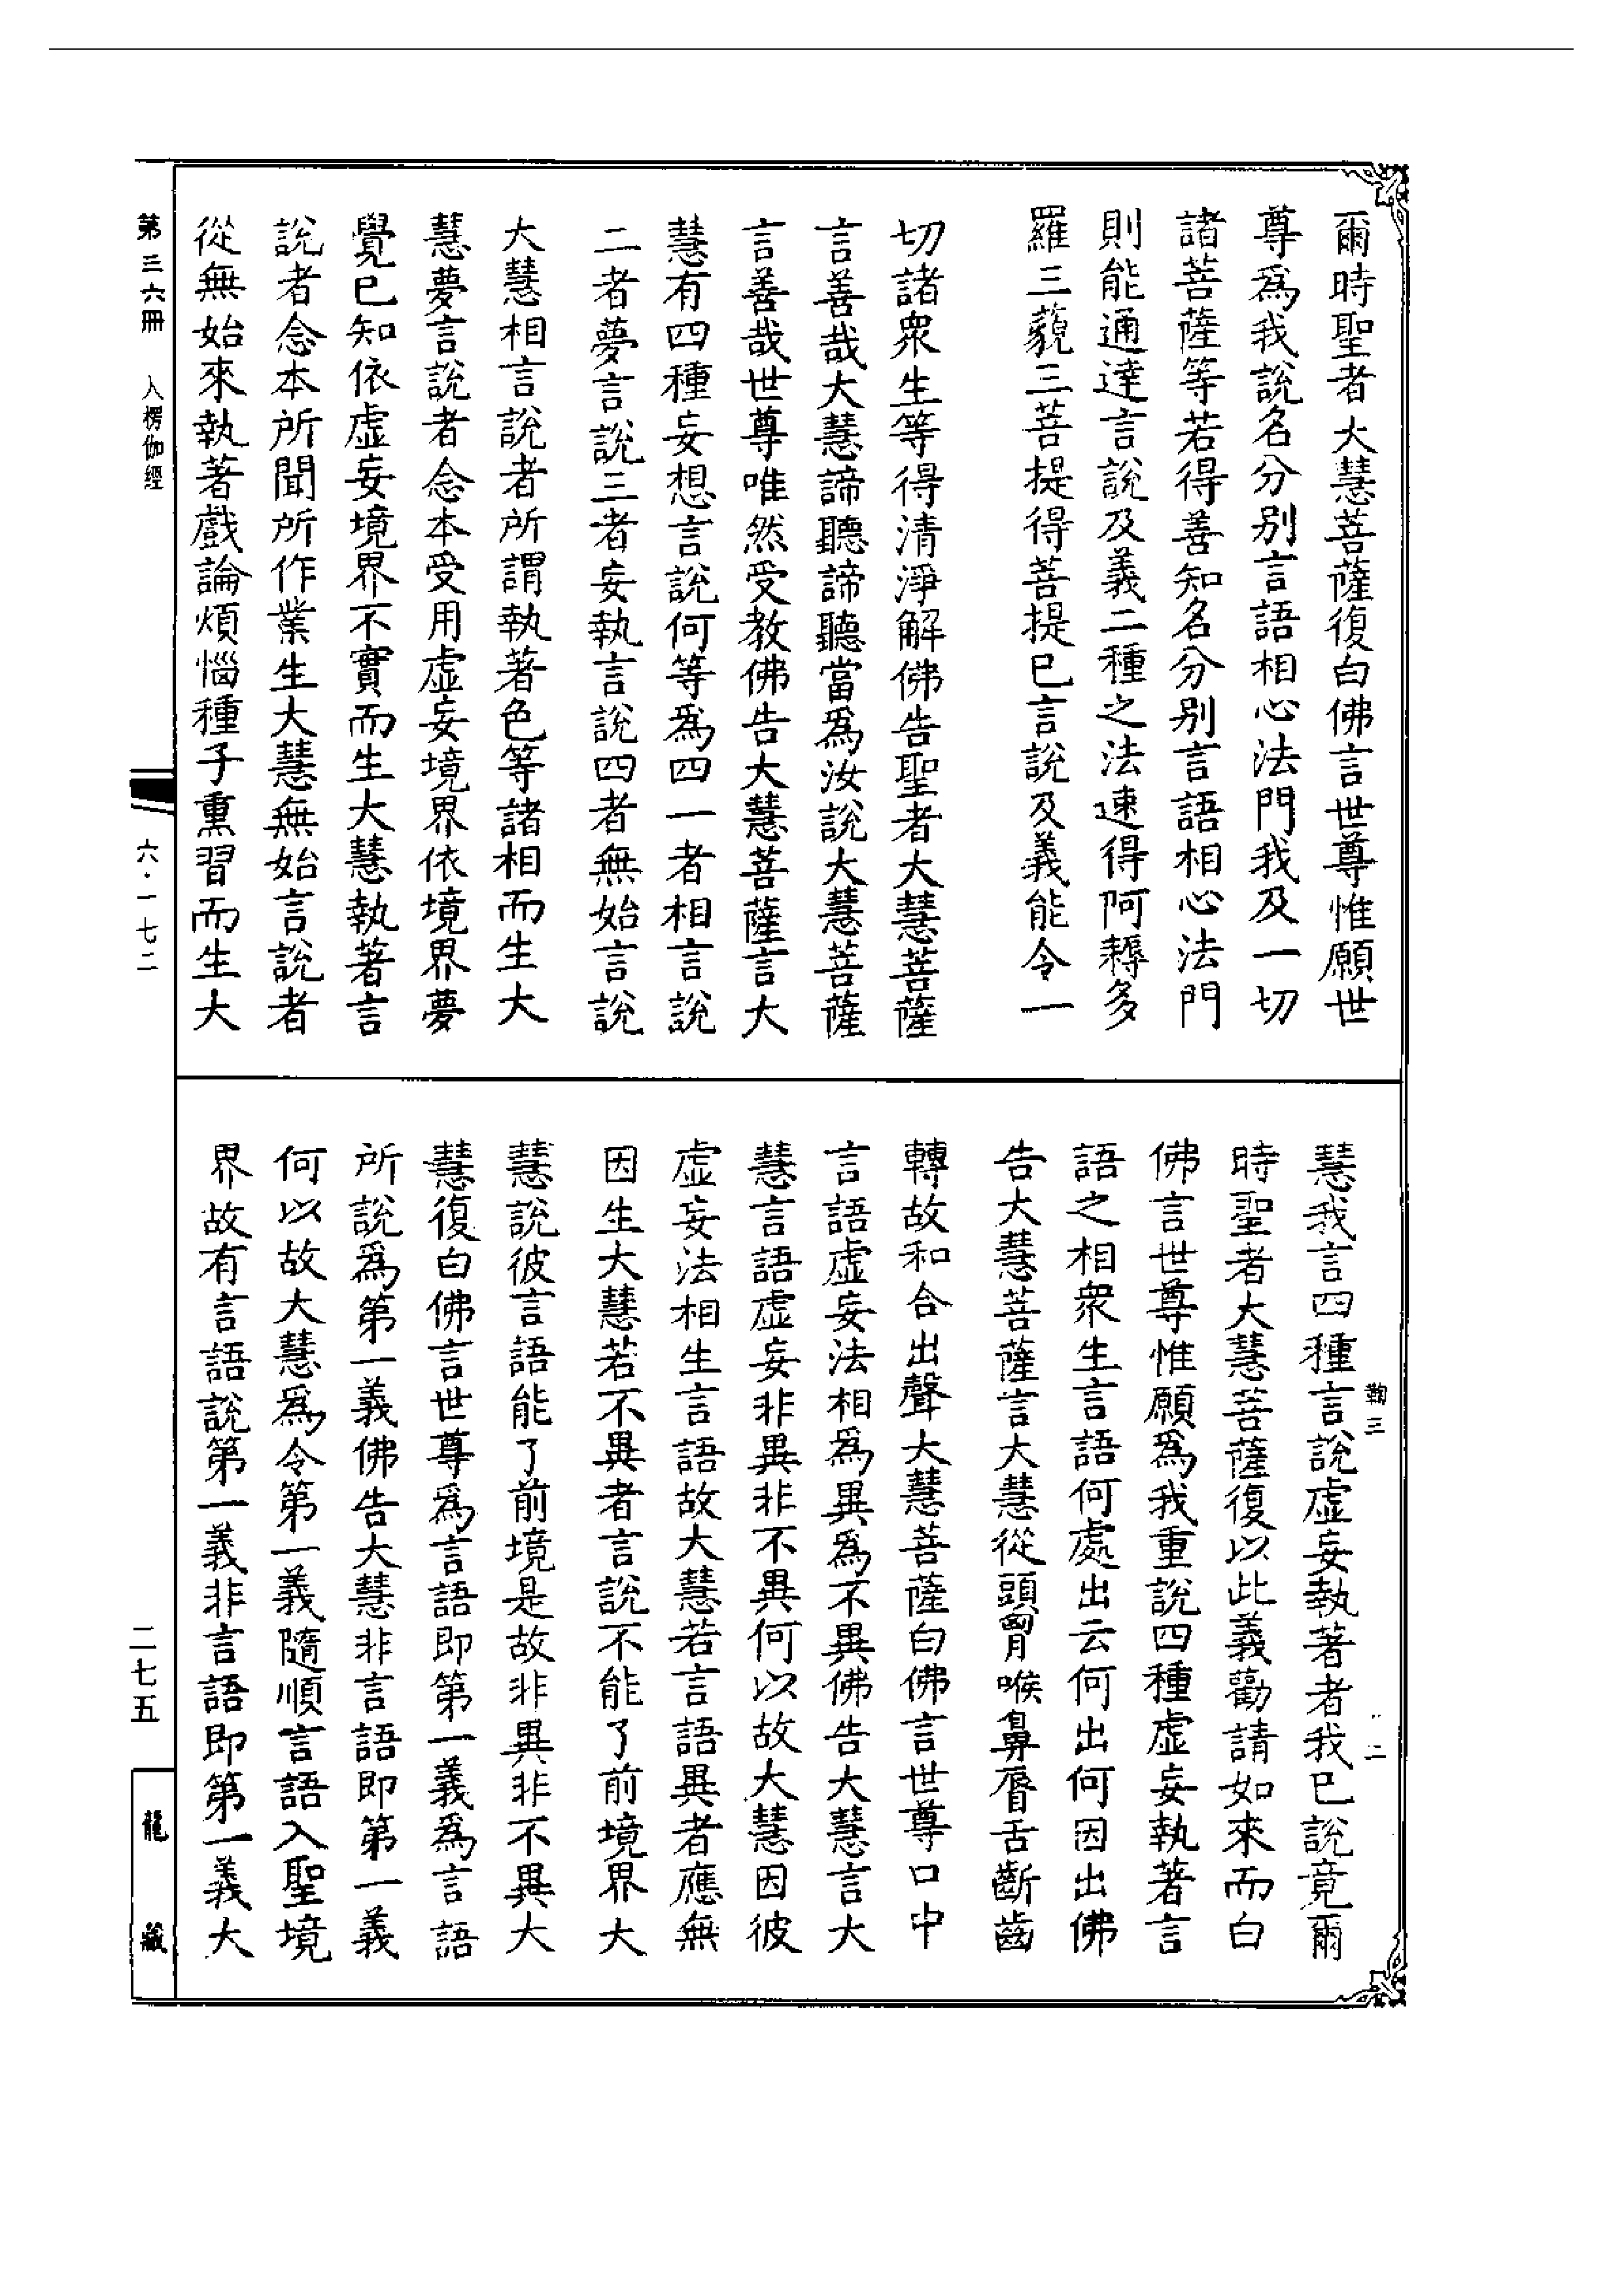 爾時聖者大慧菩薩復白佛言世尊惟願世
尊爲我說名分别言語相心法門我及一切
諸菩薩等若得善知名分别言語相心法門
則能通達言說及義二種之法速得阿耨多
羅三藐三菩提得菩提已言說及義能令一
切諸衆生等得清淨解佛告聖者大慧菩薩
言善哉大慧諦聽諦聽當爲汝說大慧菩薩
言善哉世尊唯然受教佛告大慧菩薩言大
慧有四種妄想言說何等爲四一者相言說
二者夢言說三者妄執言說四者無始言說
大慧相言說者所謂執著色等諸相而生大
慧夢言說者念本受用虛妄境界依境界夢
覺已知依虛妄境界不實而生大慧執著言
說者念本所聞所作業生大慧無始言說者
從無始來執著戲論煩惱種子熏習而生大
慧我言四種言說虛妄執著者我已說竟爾
時聖者大慧菩薩復以此義勸請如來而白
佛言世尊惟願爲我重說四種虛妄執著言
語之相衆生言語何處出云何出何因出佛
告大慧菩薩言大慧從頭胷喉鼻脣舌齗齒
轉故和合出聲大慧菩薩白佛言世尊口中
言語虛妄法相爲異爲不異佛告大慧言大
慧言語虛妄非異非不異何以故大慧因彼
虛妄法相生言語故大慧若言語異者應無
因生大慧若不異者言說不能了前境界大
慧說彼言語能了前境是故非異非不異大
慧復白佛言世尊爲言語即第一義爲言語
所說爲第一義佛告大慧非言語即第一義
何以故大慧爲令第一義隨順言語入聖境
界故有言語說第一義非言語即第一義大
鞠三
二
第三六冊 入楞伽經
六·一七二
二七五
龍藏